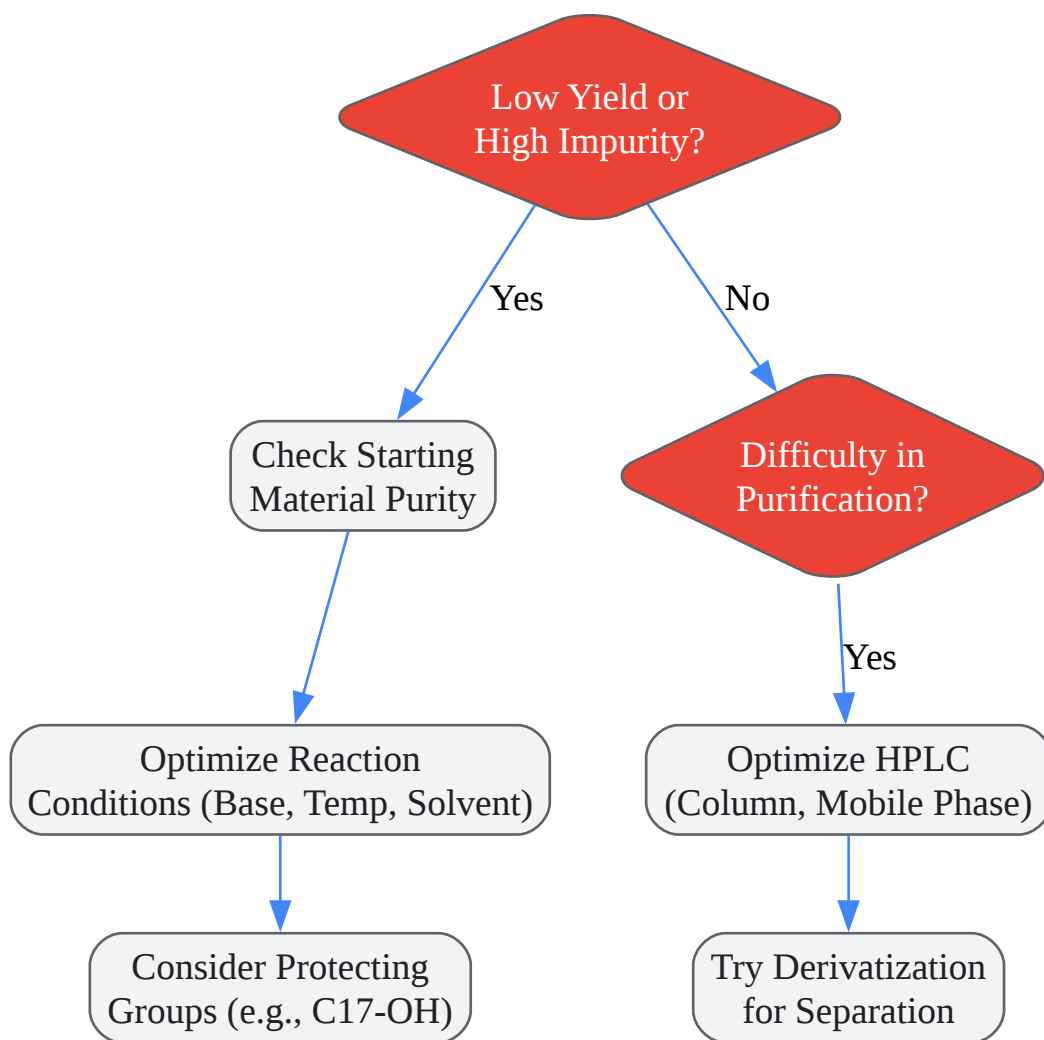 Low Yield or
High Impurity?
Yes
No
Check Starting
Material Purity
Difficulty in
Purification?
Yes
Optimize Reaction
Conditions (Base, Temp, Solvent)
Optimize HPLC
(Column, Mobile Phase)
Consider Protecting
Groups (e.g., C17-OH)
Try Derivatization
for Separation